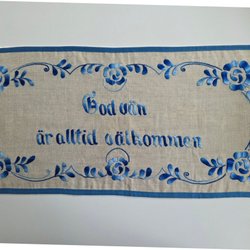 God vän
är alltid välkommen